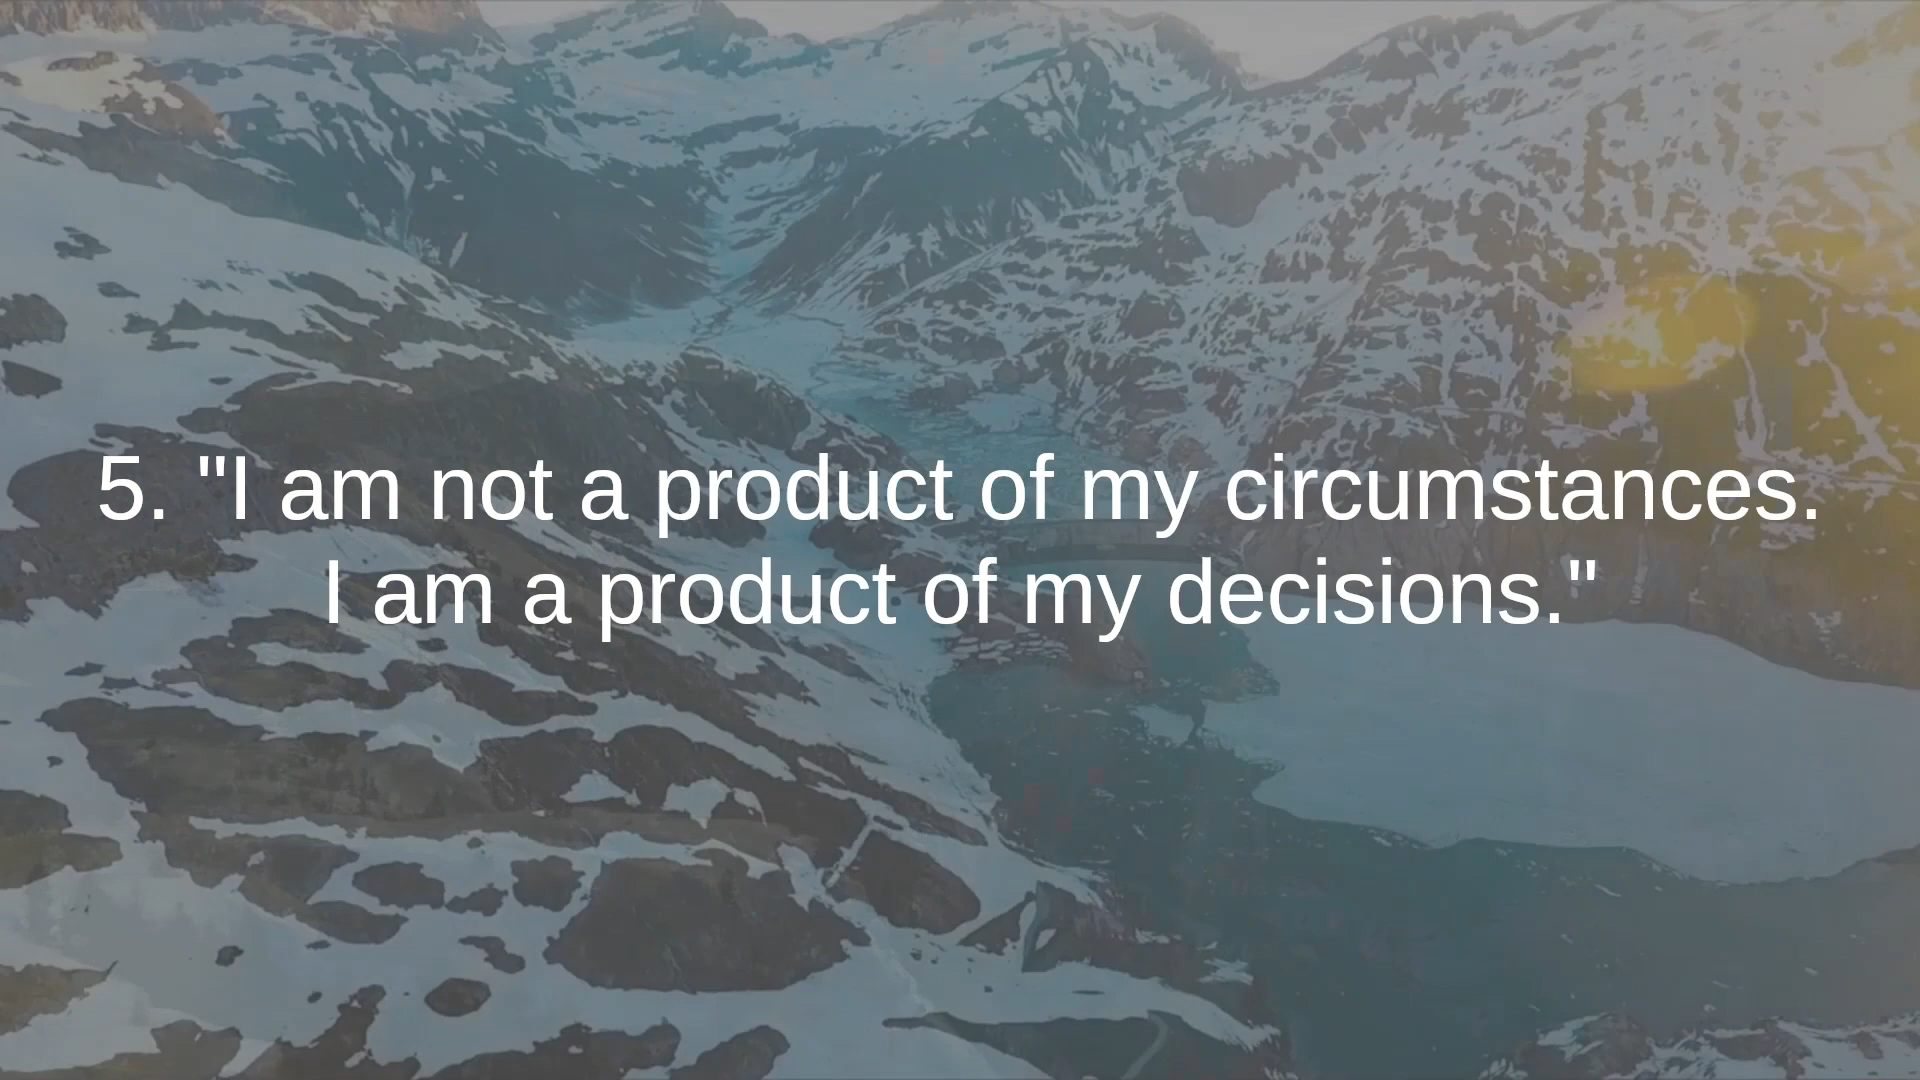 5. "I am not a product of my circumstances.
I am a product of my decisions."